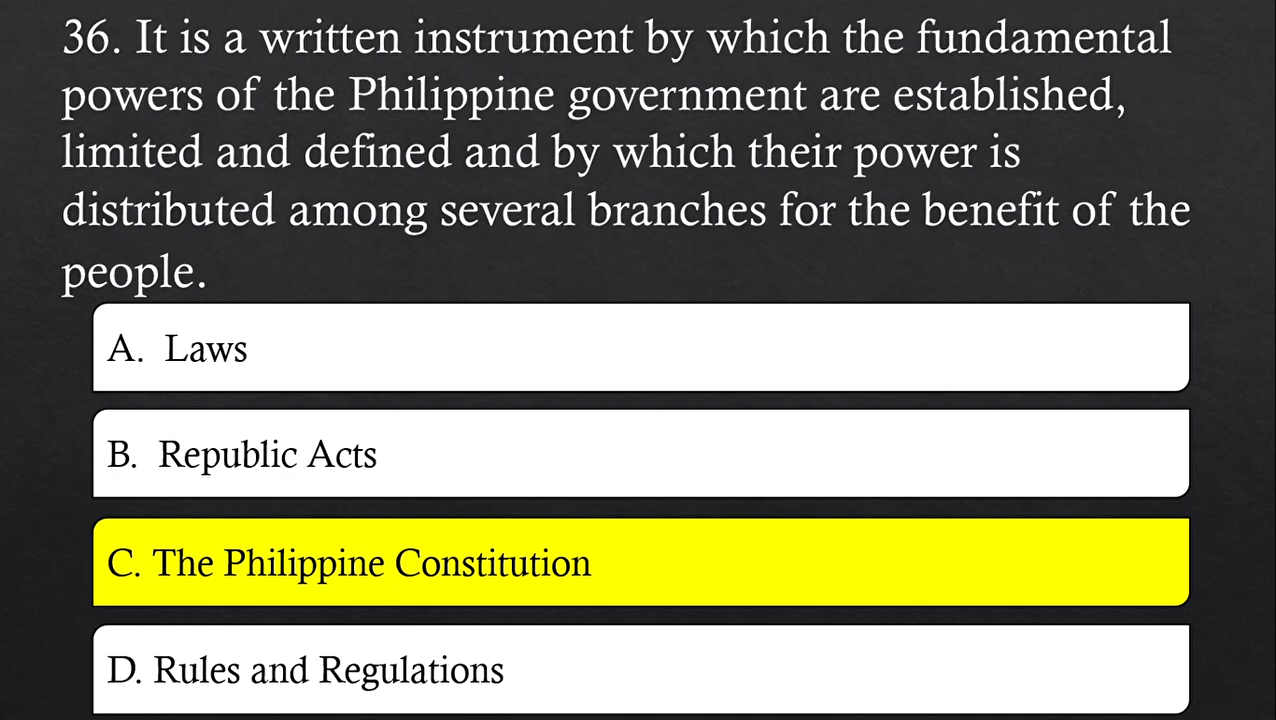 36. It is a written instrument by which the fundamental
powers of the Philippine government are established,
limited and defined and by which their power is
distributed among several branches for the benefit of the
people.
A. Laws
B. Republic Acts
C. The Philippine Constitution
D. Rules and Regulations